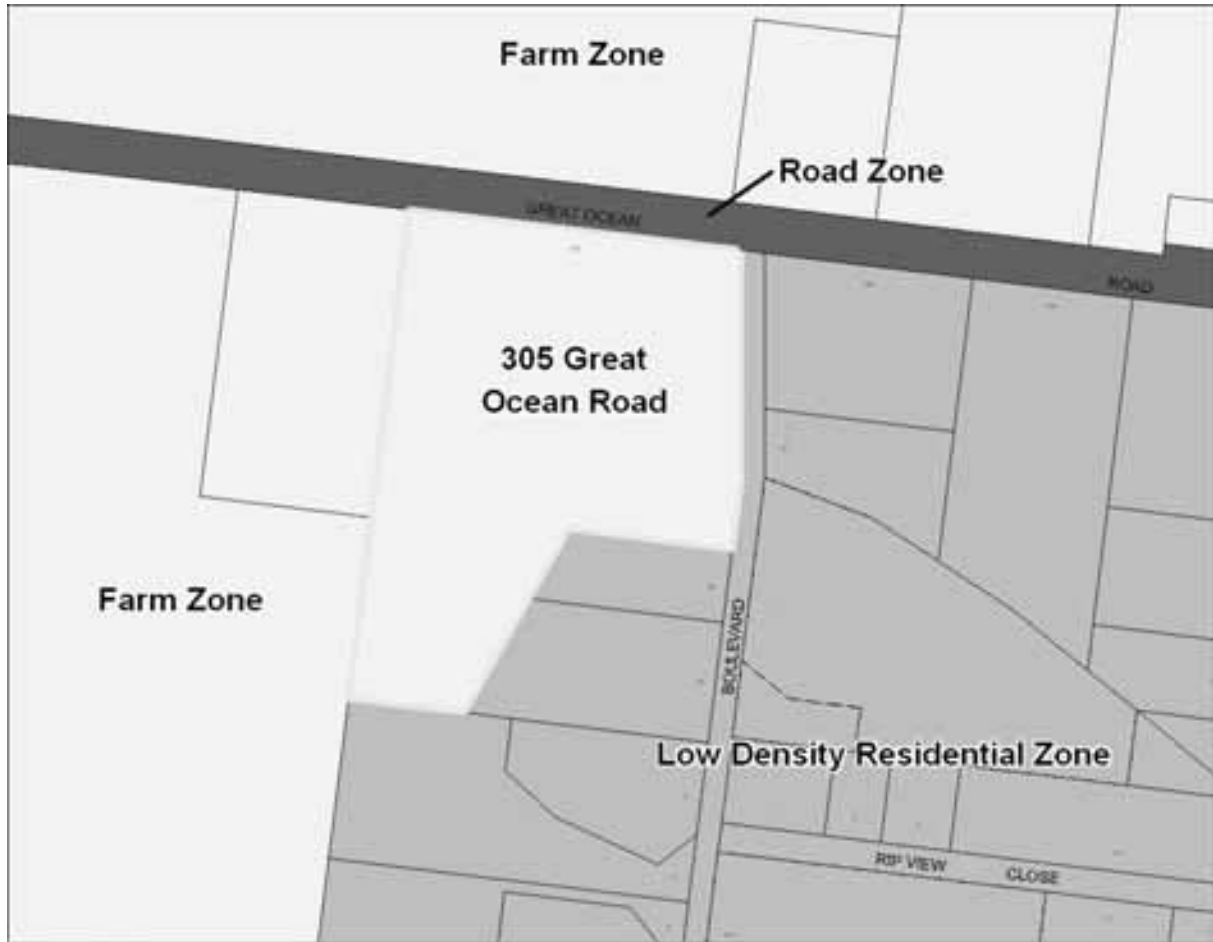 Farm Zone
Road Zone
GREAT OCEAN
ROAD
305 Great
Ocean Road
Farm Zone
BOULEVARD
Low Density Residential Zone
RIP VIEW CLOSE